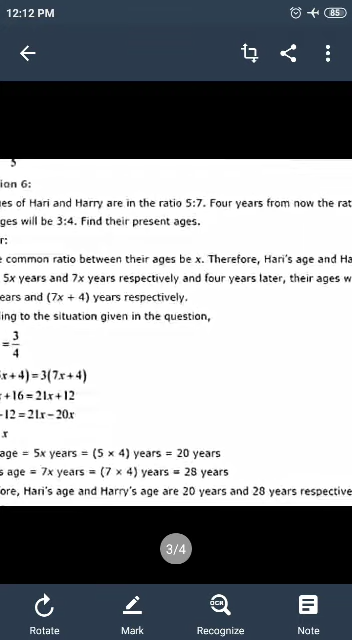 12:12 PM 85
5
ion 6:
es of Hari and Harry are in the ratio 5:7. Four years from now the rat
ges will be 3:4. Find their present ages.
r:
e common ratio between their ages be x. Therefore, Hari's age and Ha
5x years and 7x years respectively and four years later, their ages w
ears and (7x + 4) years respectively.
ling to the situation given in the question,
= 3/4
x+4)=3(7x+4)
+16=21x+12
-12=21x-20x
x
age = 5x years = (5 × 4) years = 20 years
s age = 7x years = (7 × 4) years = 28 years
ore, Hari's age and Harry's age are 20 years and 28 years respective
3/4
OCR
Rotate Mark Recognize Note